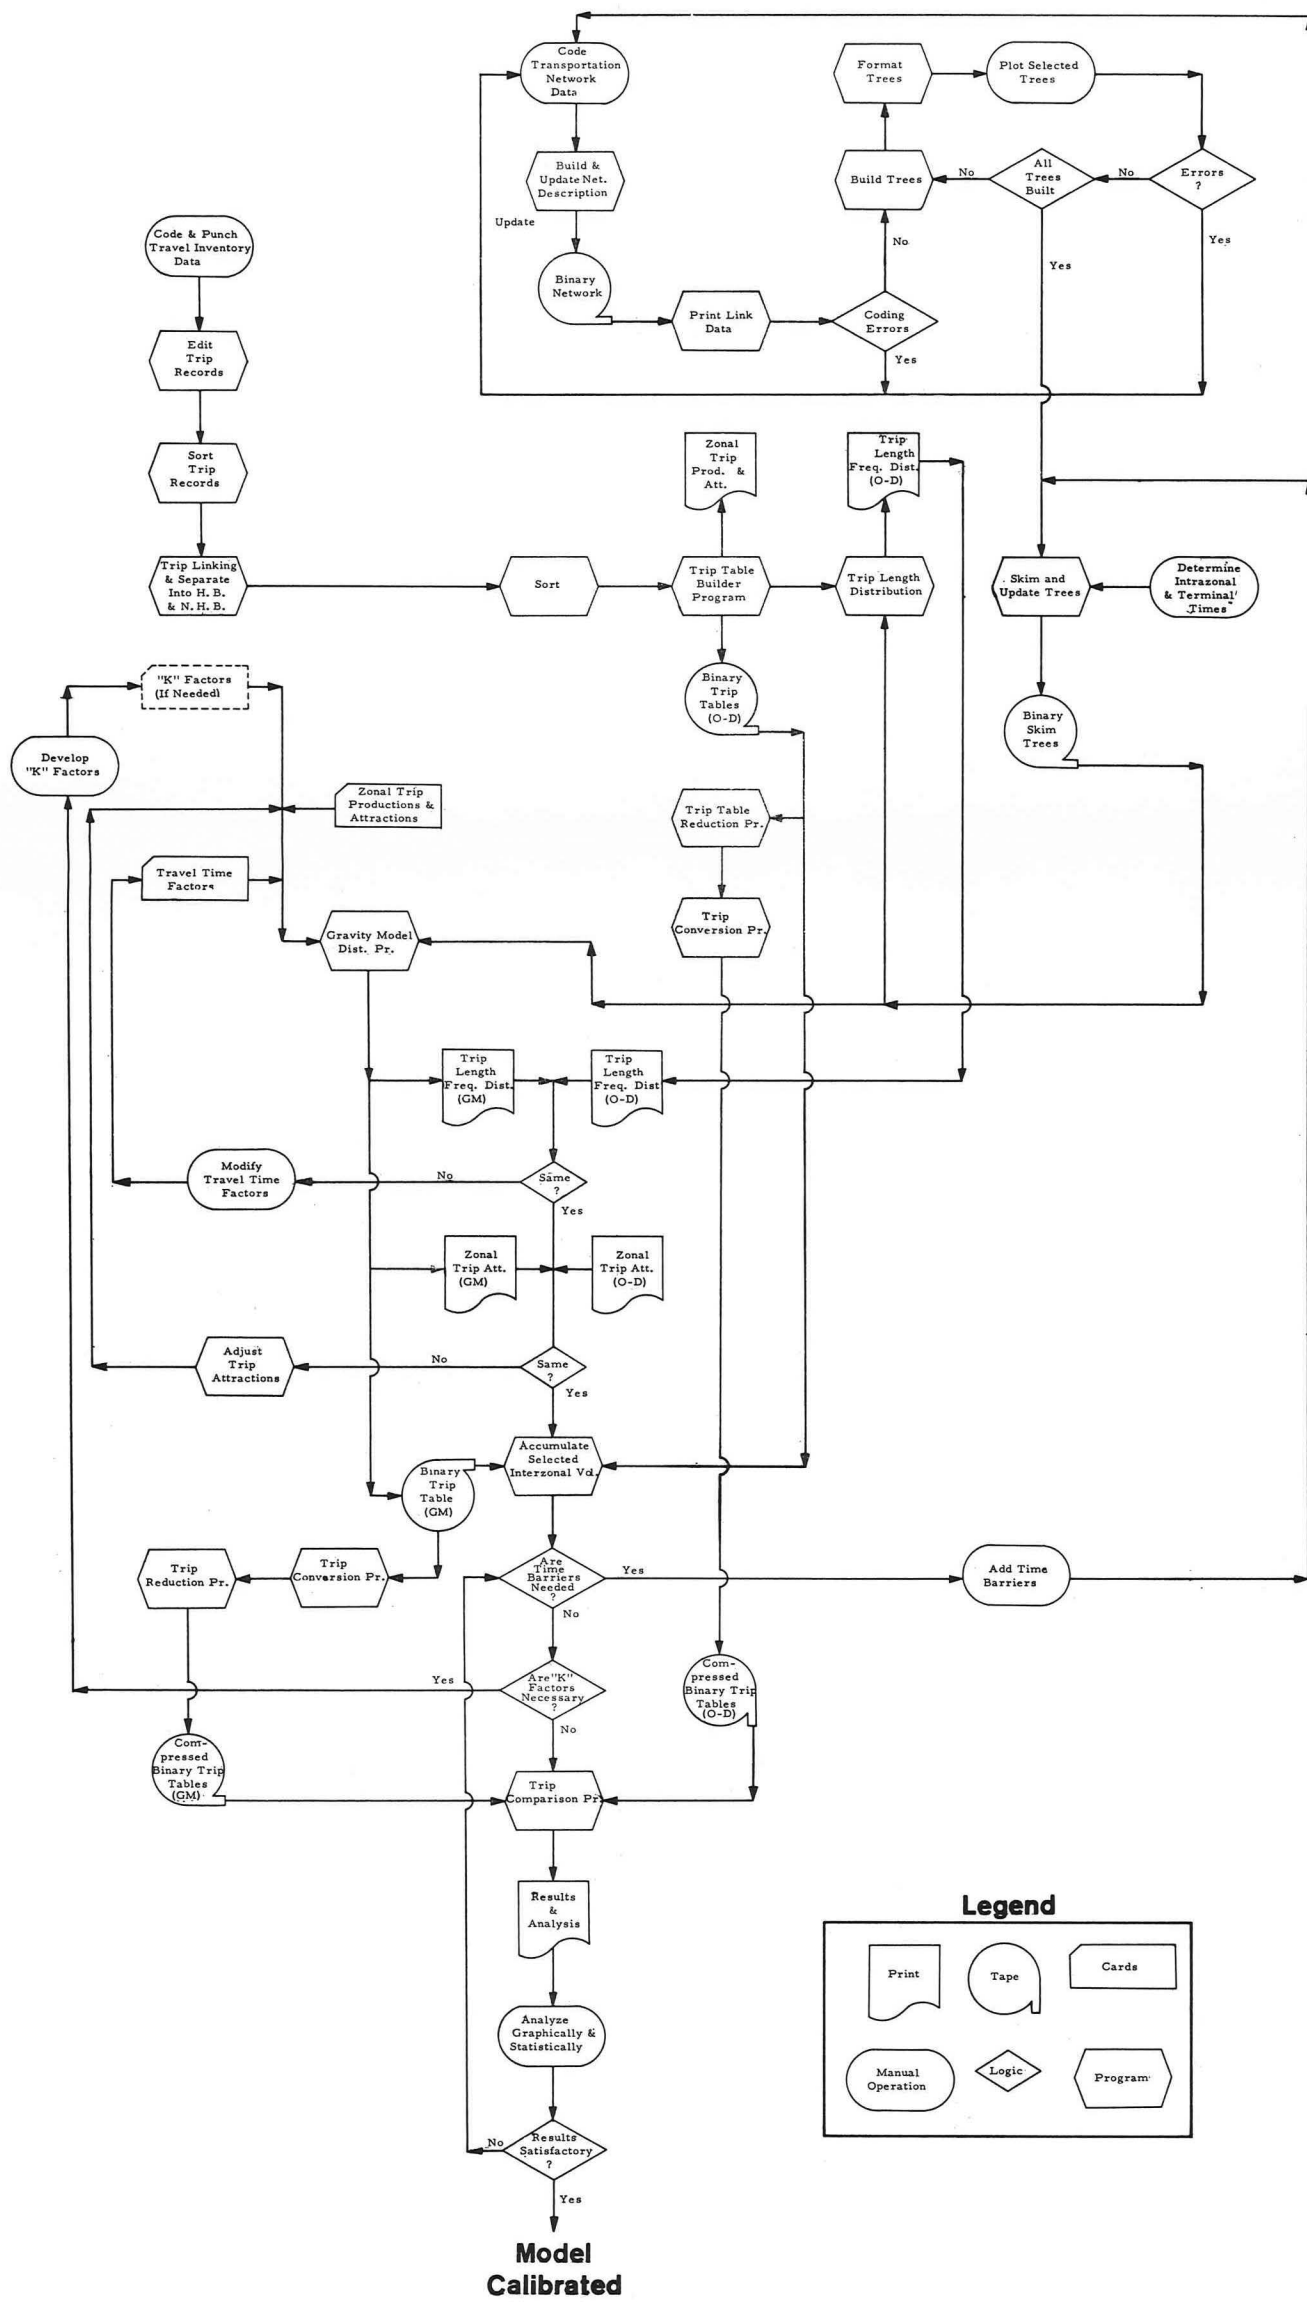 Code
Transportation
Network
Data
Format
Trees
Plot Selected
Trees
Build &
Update Net.
Description
Build Trees
No
All
Trees
Built
No
Errors
?
Update
Code & Punch
Travel Inventory
Data
Binary
Network
Print Link
Data
Coding
Errors
No
Yes
Yes
Yes
Edit
Trip
Records
Sort
Trip
Records
Zonal
Trip
Prod. &
Att.
Trip
Length
Freq. Dist.
(O-D)
Trip Linking
& Separate
Into H. B.
& N. H. B.
Sort
Trip Table
Builder
Program
Trip Length
Distribution
Skim and
Update Trees
Determine
Intrazonal
& Terminal
Times
"K" Factors
(If Needed)
Binary
Trip
Tables
(O-D)
Binary
Skim
Trees
Develop
"K" Factors
Zonal Trip
Productions &
Attractions
Trip Table
Reduction Pr.
Travel Time
Factors
Gravity Model
Dist. Pr.
Trip
Conversion Pr.
Trip
Length
Freq. Dist.
(GM)
Trip
Length
Freq. Dist
(O-D)
Modify
Travel Time
Factors
No
Same
?
Yes
Zonal
Trip Att.
(GM)
Zonal
Trip Att.
(O-D)
Adjust
Trip
Attractions
No
Same
?
Yes
Accumulate
Selected
Interzonal Vol.
Binary
Trip
Table
(GM)
Trip
Reduction Pr.
Trip
Conversion Pr.
Are
Time
Barriers
Needed
?
Yes
No
Add Time
Barriers
Yes
Are "K"
Factors
Necessary
?
No
Com-
pressed
Binary Trip
Tables
(O-D)
Com-
pressed
Binary Trip
Tables
(GM)
Trip
Comparison Pr.
Results
&
Analysis
Analyze
Graphically &
Statistically
No
Results
Satisfactory
?
Yes
Model
Calibrated
Legend
Print
Tape
Cards
Manual
Operation
Logic
Program